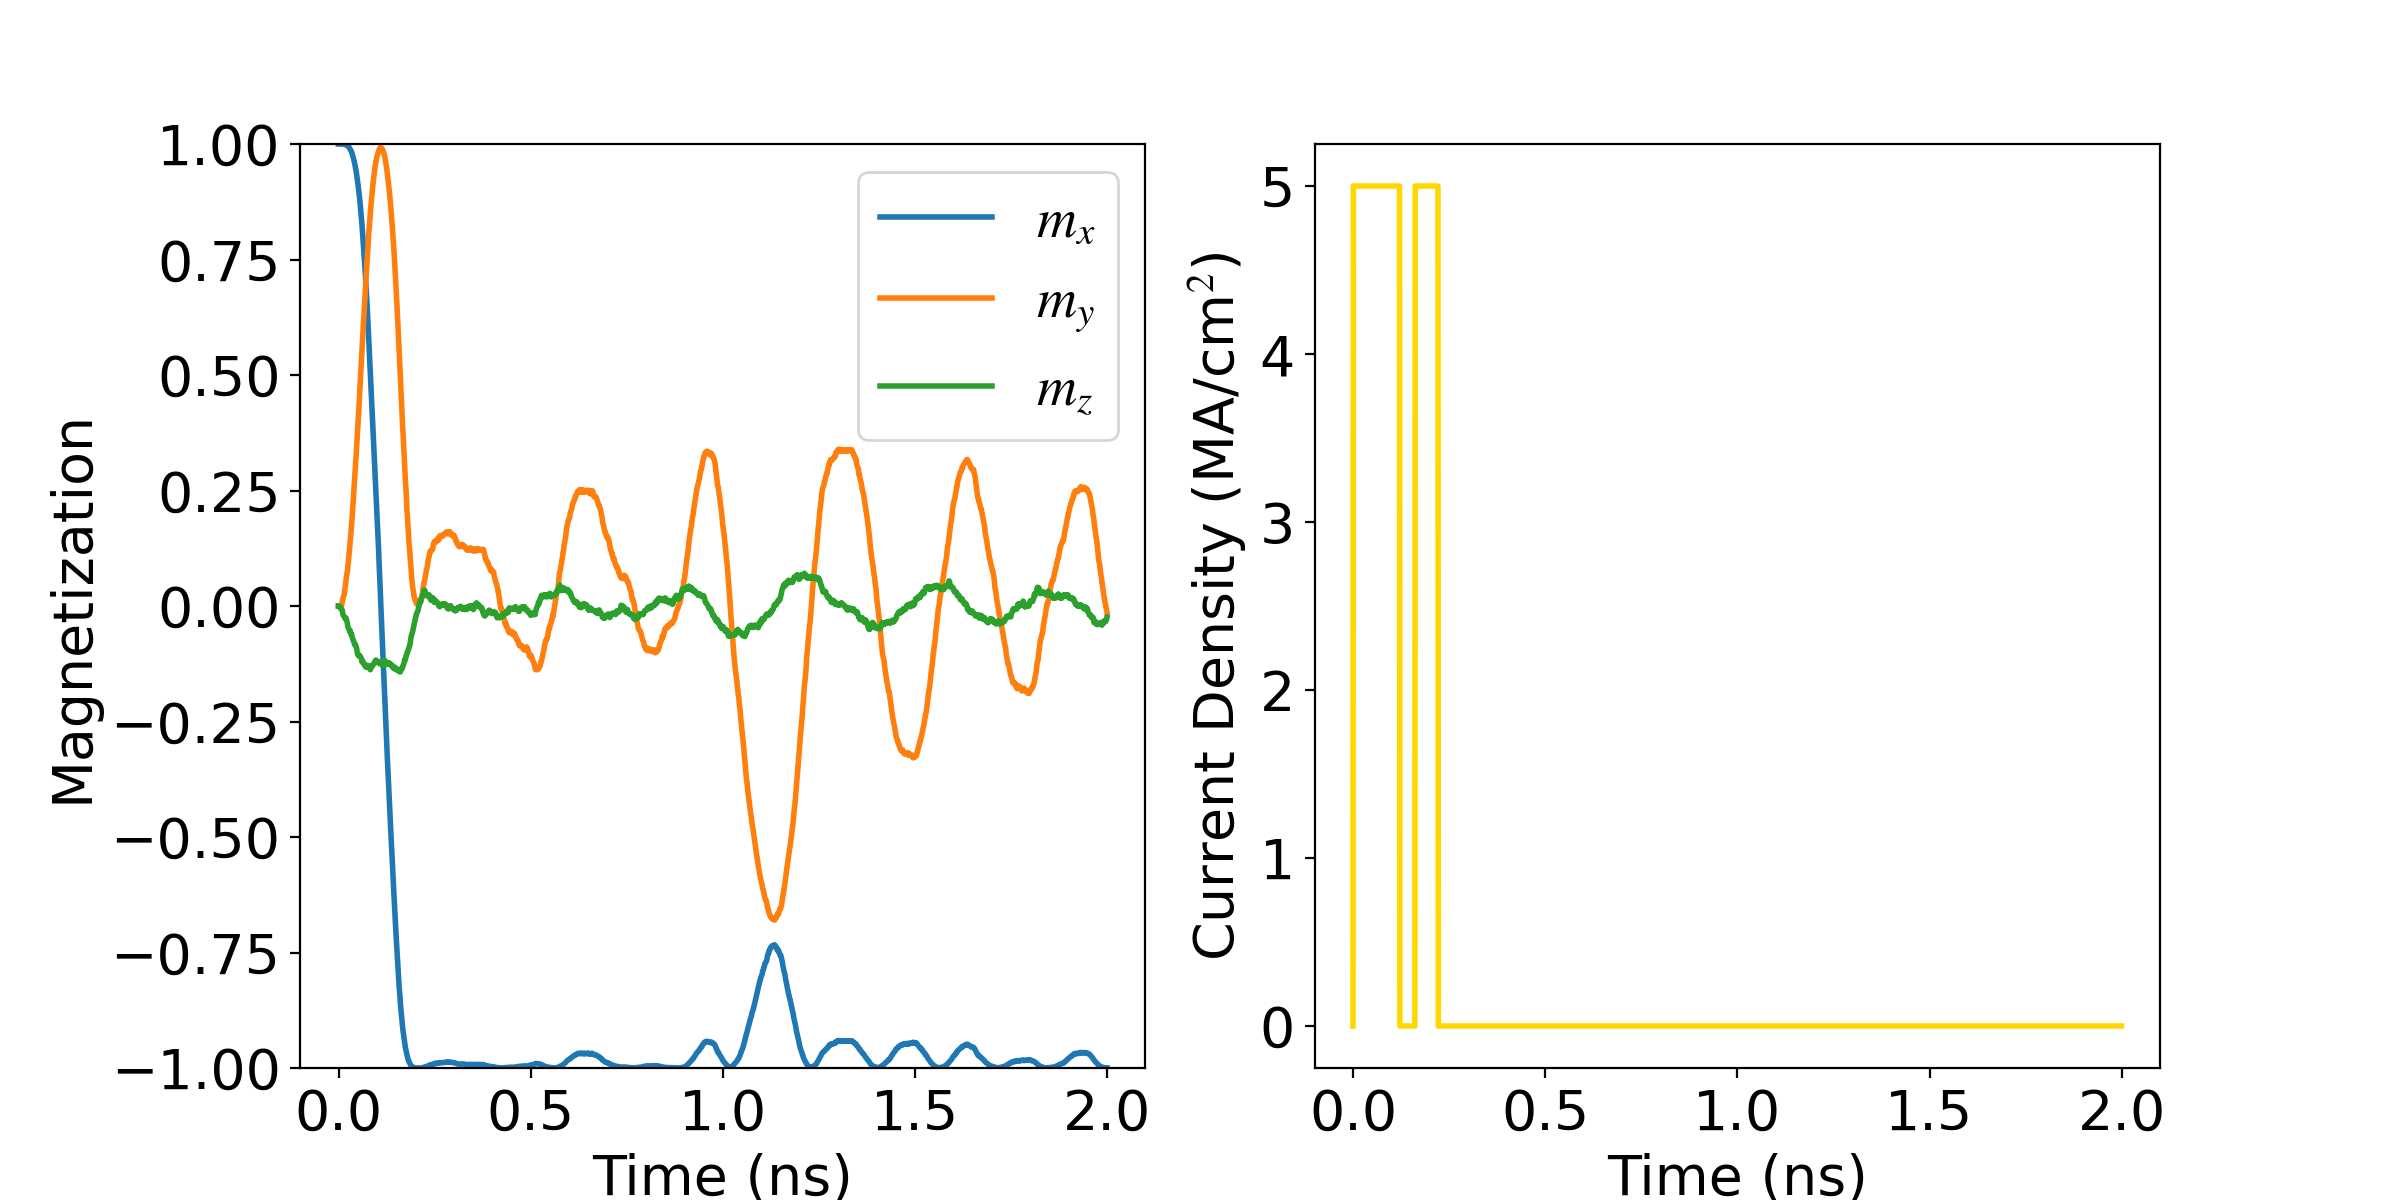 1.00
0.75
0.50
0.25
0.00
−0.25
−0.50
−0.75
−1.00
Magnetization
0.0 0.5 1.0 1.5 2.0
Time (ns)
m_x
m_y
m_z
5
4
3
2
1
0
Current Density (MA/cm²)
0.0 0.5 1.0 1.5 2.0
Time (ns)